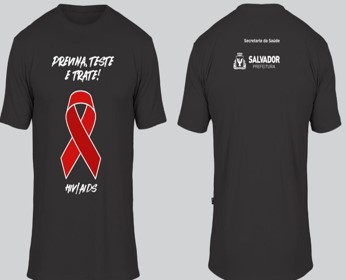 PREVINA, TESTE
E TRATE!
HIV|AIDS
Secretaria da Saúde
SALVADOR
PREFEITURA